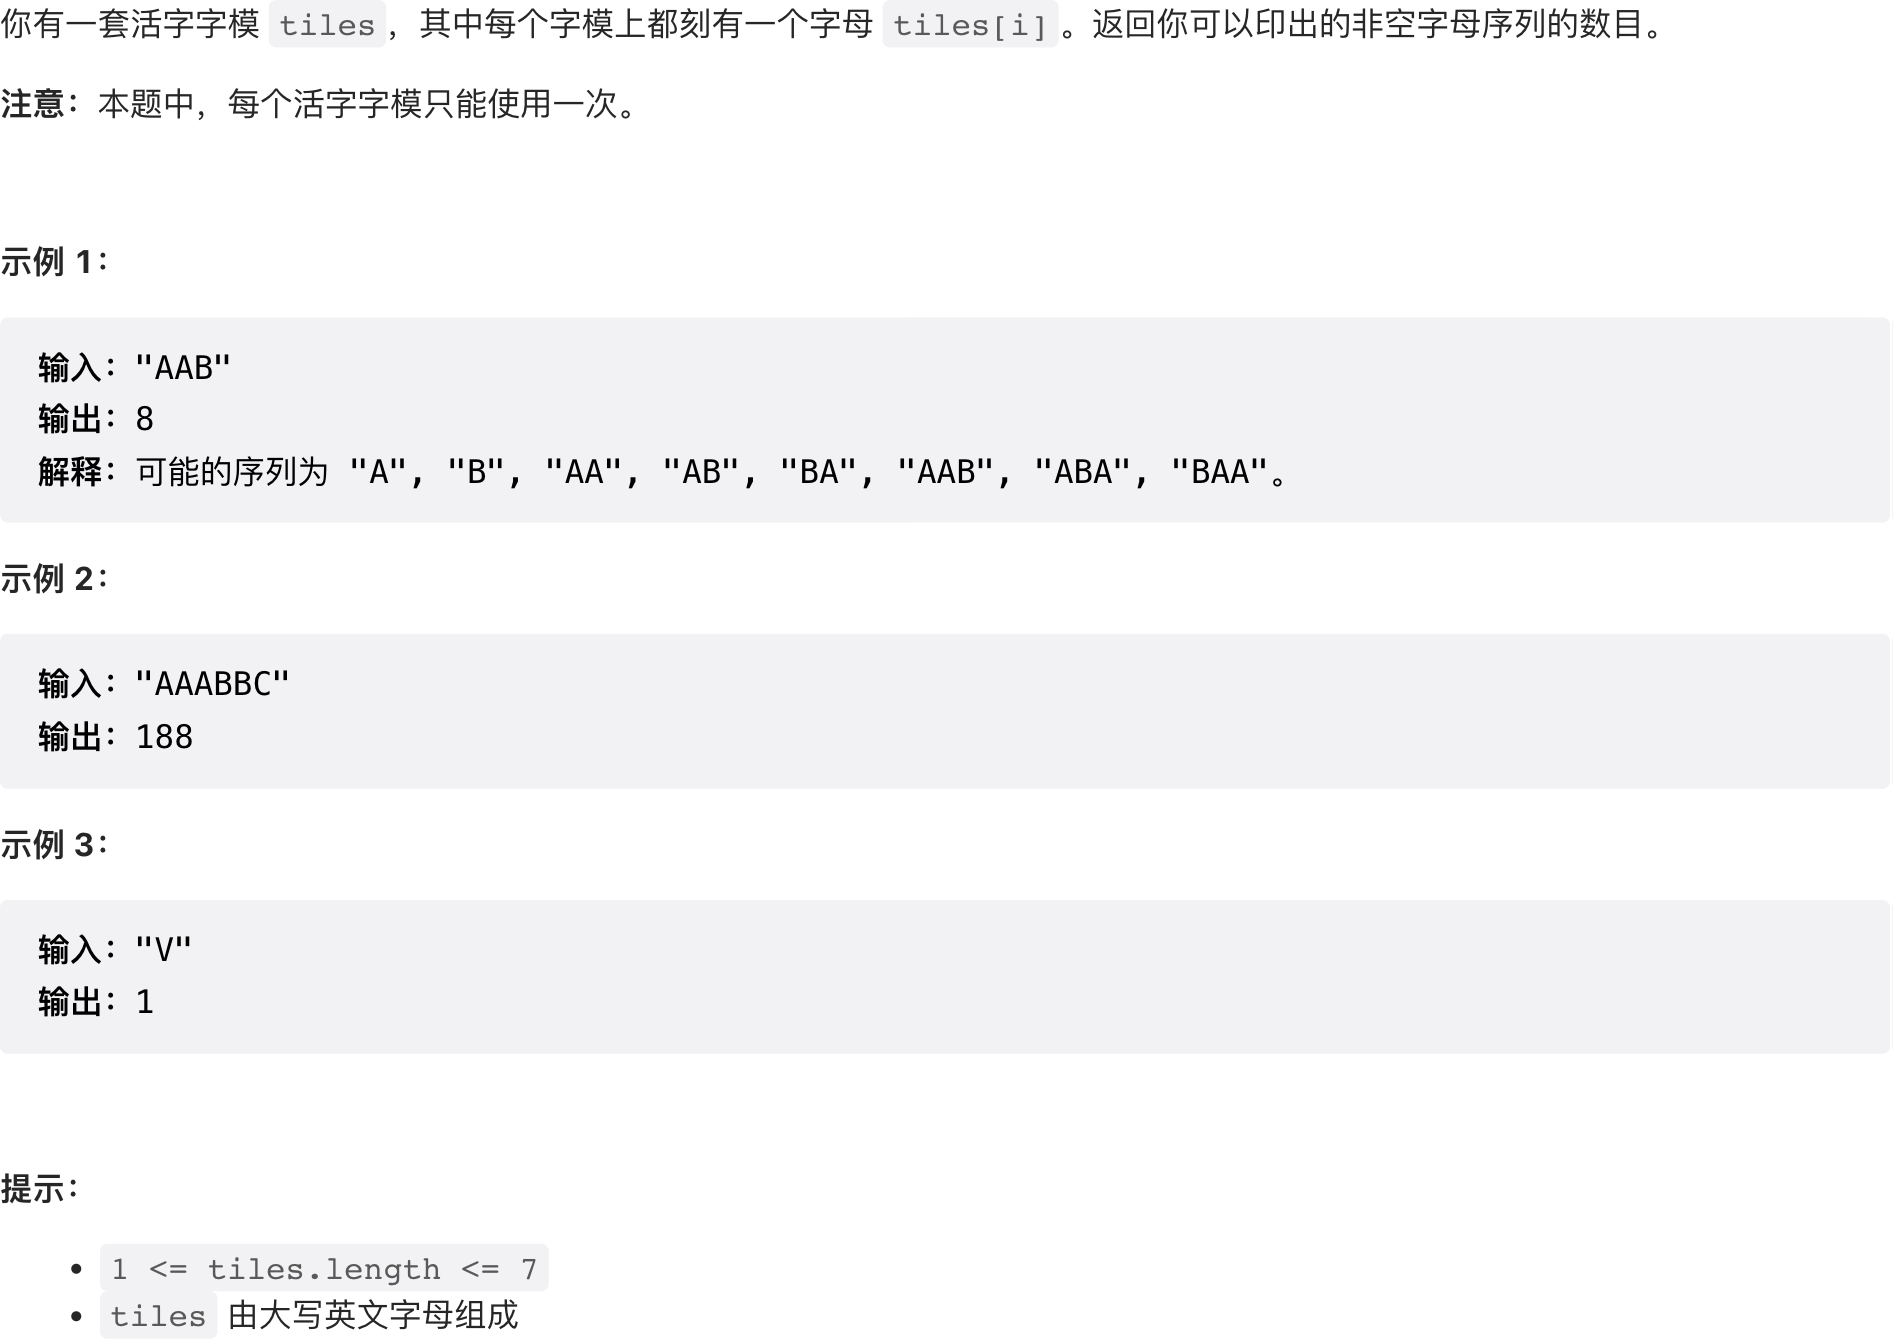 你有一套活字字模 tiles，其中每个字模上都刻有一个字母 tiles[i]。返回你可以印出的非空字母序列的数目。
注意：本题中，每个活字字模只能使用一次。
示例 1：
输入："AAB"
输出：8
解释：可能的序列为 "A", "B", "AA", "AB", "BA", "AAB", "ABA", "BAA"。
示例 2：
输入："AAABBC"
输出：188
示例 3：
输入："V"
输出：1
提示：
• 1 <= tiles.length <= 7
• tiles 由大写英文字母组成